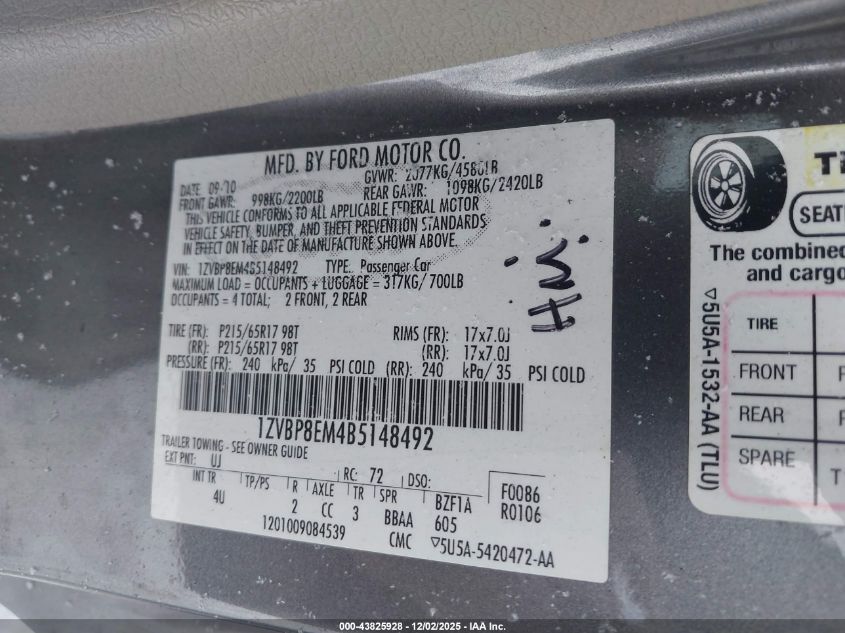 MFD. BY FORD MOTOR CO.
DATE: 09-10 GVWR: 2077KG/4580LB
FRONT GAWR: 998KG/2200LB REAR GAWR: 1098KG/2420LB
THIS VEHICLE CONFORMS TO ALL APPLICABLE FEDERAL MOTOR
VEHICLE SAFETY, BUMPER, AND THEFT PREVENTION STANDARDS
IN EFFECT ON THE DATE OF MANUFACTURE SHOWN ABOVE.
VIN: 1ZVBP8EM4B5148492 TYPE: Passenger Car
MAXIMUM LOAD = OCCUPANTS + LUGGAGE = 317KG/700LB
OCCUPANTS = 4 TOTAL; 2 FRONT, 2 REAR
TIRE (FR): P215/65R17 98T RIMS (FR): 17x7.0J
(RR): P215/65R17 98T (RR): 17x7.0J
PRESSURE (FR): 240 kPa/ 35 PSI COLD (RR): 240 kPa/ 35 PSI COLD
1ZVBP8EM4B5148492
TRAILER TOWING - SEE OWNER GUIDE
EXT PNT: UJ RC: 72 DSO:
F0086
R0106
INT TR TP/PS R AXLE TR SPR BZF1A
4U 2 CC 3 BBAA 605
1201009084539 CMC ▽5U5A-5420472-AA
SEAT
The combined
and cargo
TIRE
FRONT
REAR
SPARE T
▽5U5A-1532-AA (TLU)
000-43825928 - 12/02/2025 - IAA Inc.